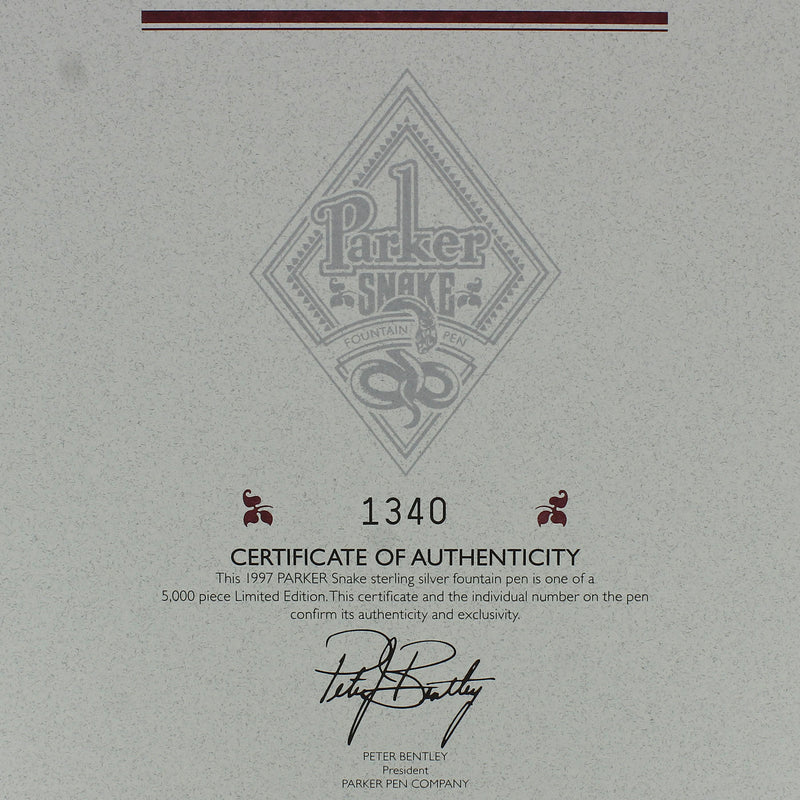 Parker
SNAKE
FOUNTAIN PEN
1340
CERTIFICATE OF AUTHENTICITY
This 1997 PARKER Snake sterling silver fountain pen is one of a
5,000 piece Limited Edition. This certificate and the individual number on the pen
confirm its authenticity and exclusivity.
Peter J Bentley
PETER BENTLEY
President
PARKER PEN COMPANY